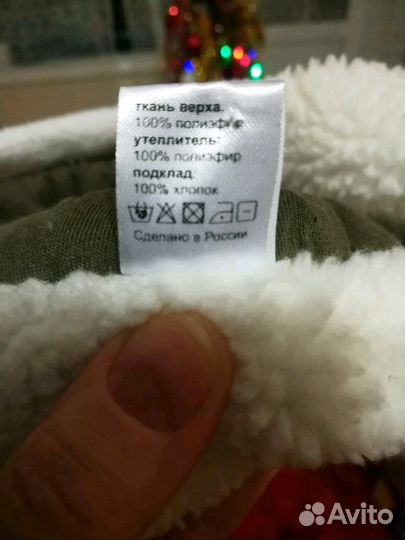 ткань верха:
100% полиэфир
утеплитель:
100% полиэфир
подклад:
100% хлопок
Сделано в России
Avito